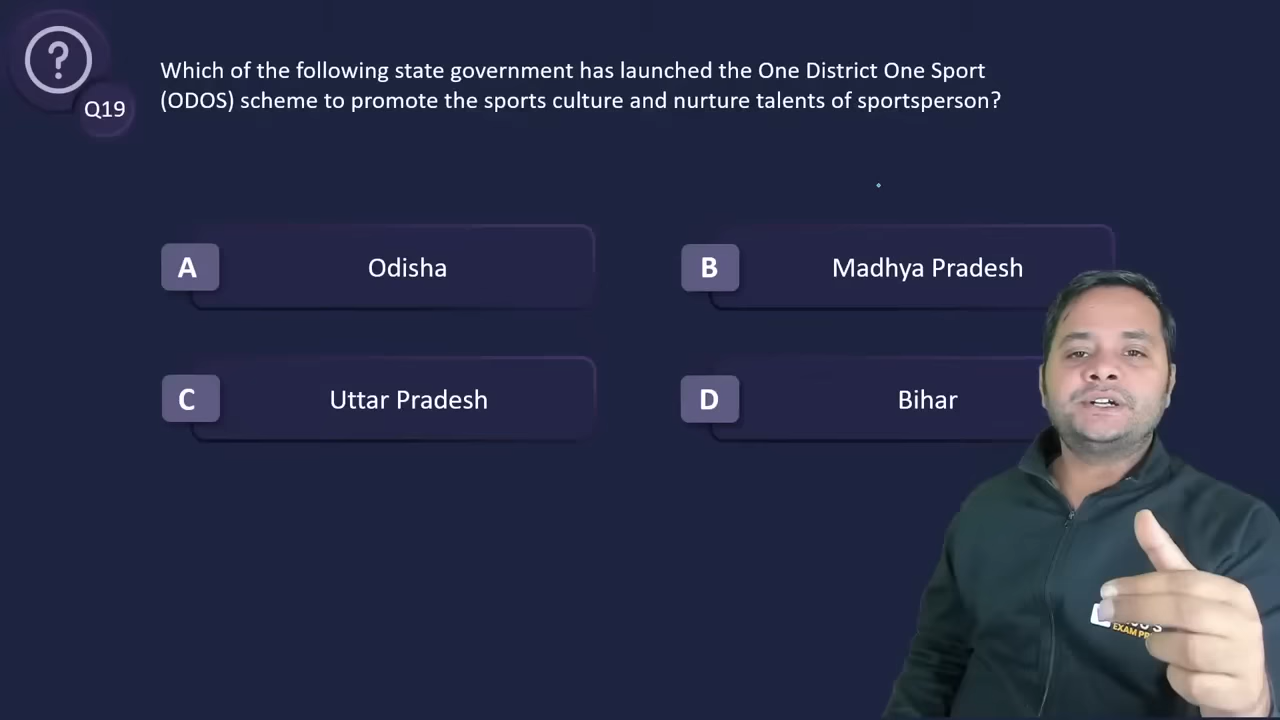 Q19
Which of the following state government has launched the One District One Sport
(ODOS) scheme to promote the sports culture and nurture talents of sportsperson?
A Odisha
B Madhya Pradesh
C Uttar Pradesh
D Bihar
EXAM